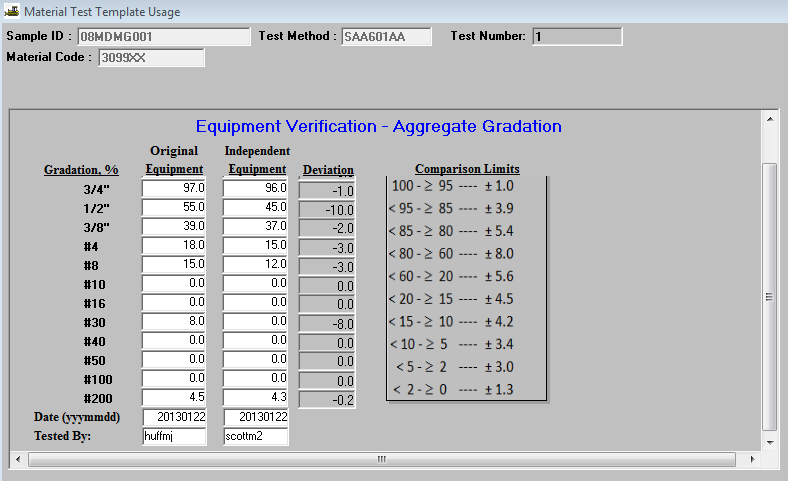 Material Test Template Usage
Sample ID : 08MDMG001 Test Method : SAA601AA Test Number: 1
Material Code : 3099XX
Equipment Verification - Aggregate Gradation
Original Independent
Gradation, % Equipment Equipment Deviation Comparison Limits
3/4" 97.0 96.0 -1.0 100 - ≥ 95 ---- ± 1.0
1/2" 55.0 45.0 -10.0 < 95 - ≥ 85 ---- ± 3.9
3/8" 39.0 37.0 -2.0 < 85 - ≥ 80 ---- ± 5.4
#4 18.0 15.0 -3.0 < 80 - ≥ 60 ---- ± 8.0
#8 15.0 12.0 -3.0 < 60 - ≥ 20 ---- ± 5.6
#10 0.0 0.0 0.0 < 20 - ≥ 15 ---- ± 4.5
#16 0.0 0.0 0.0 < 15 - ≥ 10 ---- ± 4.2
#30 8.0 0.0 -8.0 < 10 - ≥ 5 ---- ± 3.4
#40 0.0 0.0 0.0 < 5 - ≥ 2 ---- ± 3.0
#50 0.0 0.0 0.0 < 2 - ≥ 0 ---- ± 1.3
#100 0.0 0.0 0.0
#200 4.5 4.3 -0.2
Date (yyymmdd) 20130122 20130122
Tested By: huffmj scottm2